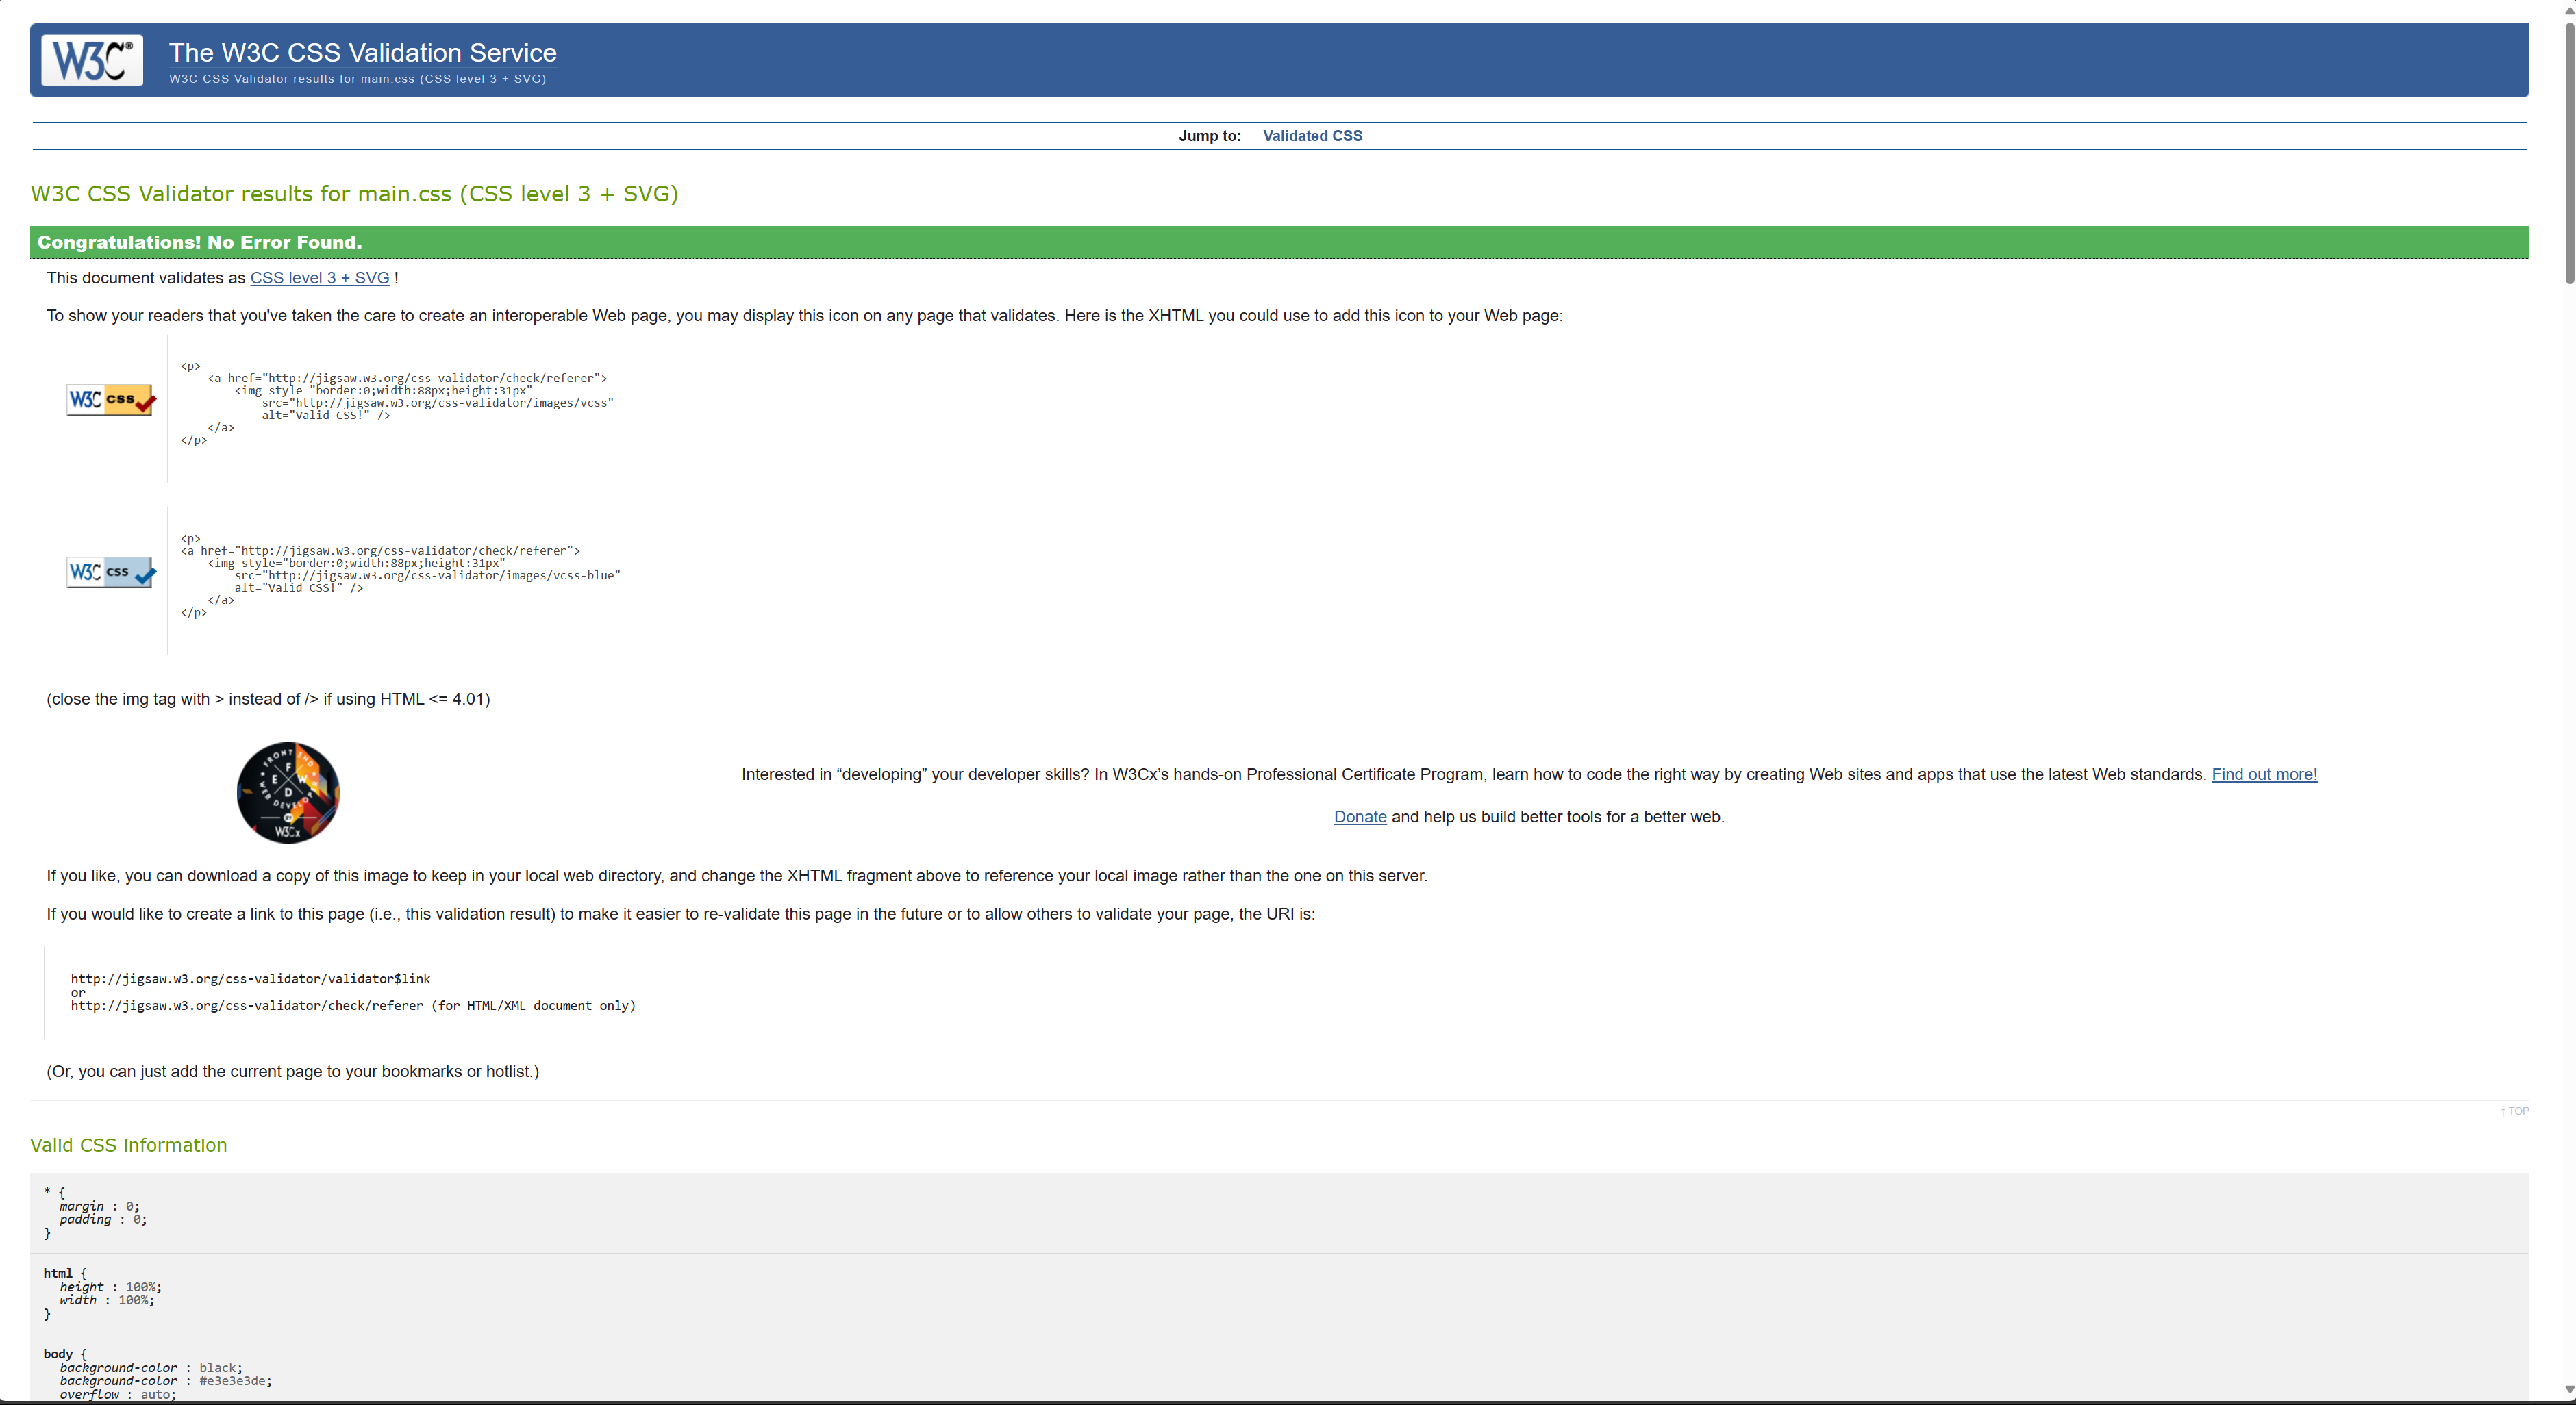 W3C®
The W3C CSS Validation Service
W3C CSS Validator results for main.css (CSS level 3 + SVG)
Jump to: Validated CSS
W3C CSS Validator results for main.css (CSS level 3 + SVG)
Congratulations! No Error Found.
This document validates as CSS level 3 + SVG !
To show your readers that you've taken the care to create an interoperable Web page, you may display this icon on any page that validates. Here is the XHTML you could use to add this icon to your Web page:
W3C css
<p>
<a href="http://jigsaw.w3.org/css-validator/check/referer">
<img style="border:0;width:88px;height:31px"
src="http://jigsaw.w3.org/css-validator/images/vcss"
alt="Valid CSS!" />
</a>
</p>
W3C css
<p>
<a href="http://jigsaw.w3.org/css-validator/check/referer">
<img style="border:0;width:88px;height:31px"
src="http://jigsaw.w3.org/css-validator/images/vcss-blue"
alt="Valid CSS!" />
</a>
</p>
(close the img tag with > instead of /> if using HTML <= 4.01)
FRONT END
F
E W
D
WEB DEVELOPER
BY
W3Cx
Interested in “developing” your developer skills? In W3Cx’s hands-on Professional Certificate Program, learn how to code the right way by creating Web sites and apps that use the latest Web standards. Find out more!
Donate and help us build better tools for a better web.
If you like, you can download a copy of this image to keep in your local web directory, and change the XHTML fragment above to reference your local image rather than the one on this server.
If you would like to create a link to this page (i.e., this validation result) to make it easier to re-validate this page in the future or to allow others to validate your page, the URI is:
http://jigsaw.w3.org/css-validator/validator$link
or
http://jigsaw.w3.org/css-validator/check/referer (for HTML/XML document only)
(Or, you can just add the current page to your bookmarks or hotlist.)
↑ TOP
Valid CSS information
* {
margin : 0;
padding : 0;
}
html {
height : 100%;
width : 100%;
}
body {
background-color : black;
background-color : #e3e3e3de;
overflow : auto;